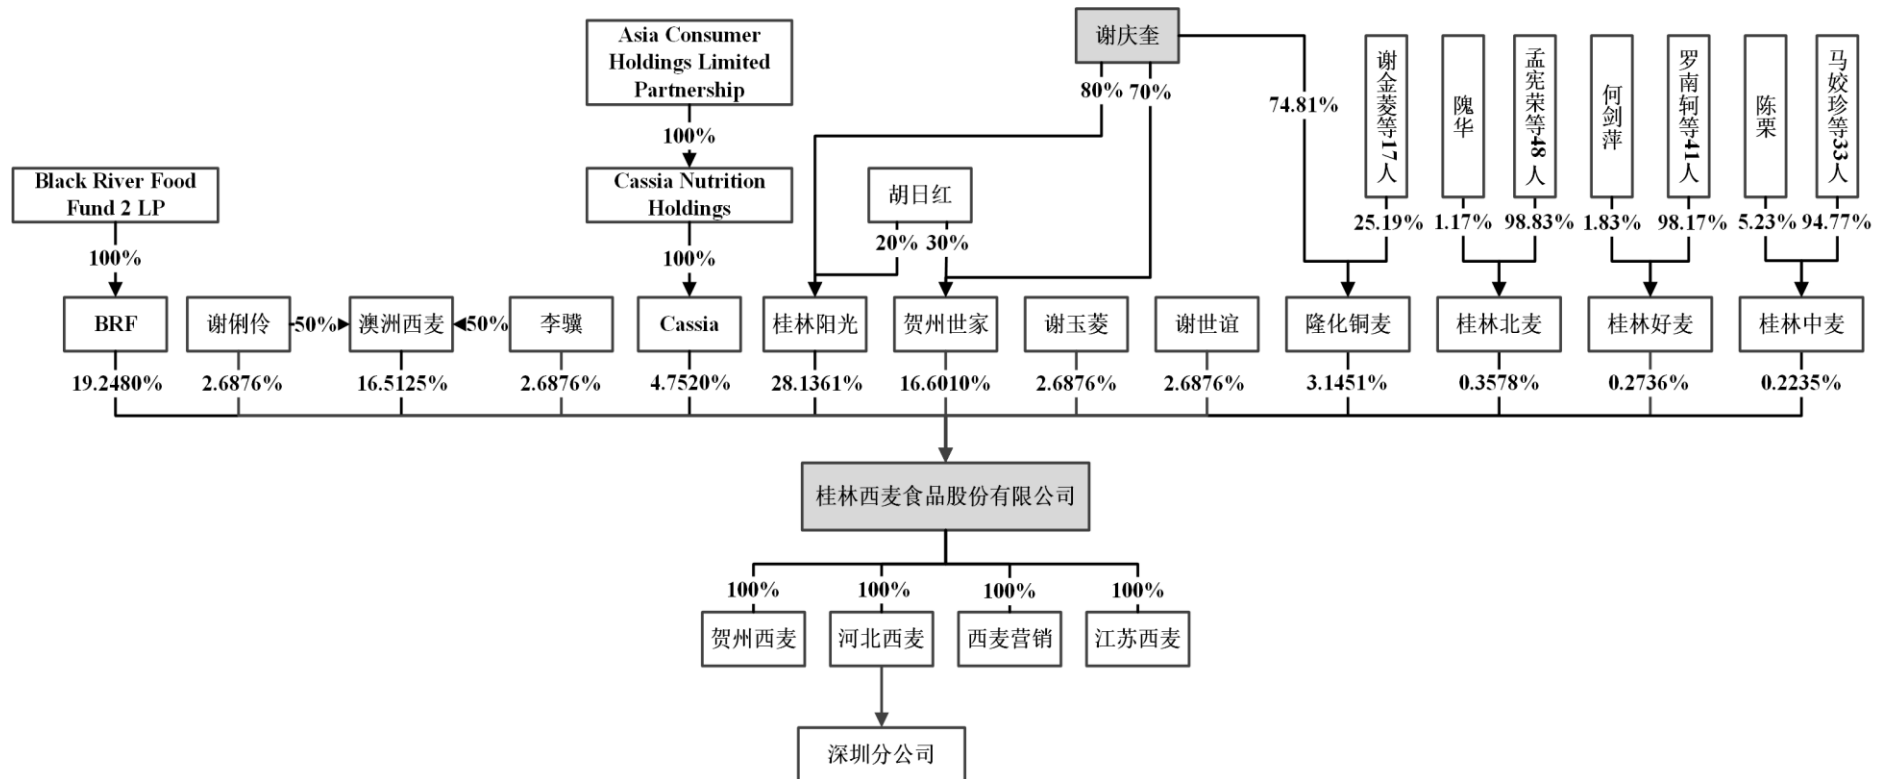 Asia Consumer
Holdings Limited
Partnership
谢庆奎
80%
70%
74.81%
谢金菱等17人
隗华
孟宪荣等48人
何剑萍
罗南轲等41人
陈栗
马姣珍等33人
100%
Black River Food
Fund 2 LP
Cassia Nutrition
Holdings
胡日红
25.19%
1.17%
98.83%
1.83%
98.17%
5.23%
94.77%
100%
100%
20%
30%
BRF
谢俐伶
50%
澳洲西麦
50%
李骥
Cassia
桂林阳光
贺州世家
谢玉菱
谢世谊
隆化铜麦
桂林北麦
桂林好麦
桂林中麦
19.2480%
2.6876%
16.5125%
2.6876%
4.7520%
28.1361%
16.6010%
2.6876%
2.6876%
3.1451%
0.3578%
0.2736%
0.2235%
桂林西麦食品股份有限公司
100%
100%
100%
100%
贺州西麦
河北西麦
西麦营销
江苏西麦
深圳分公司